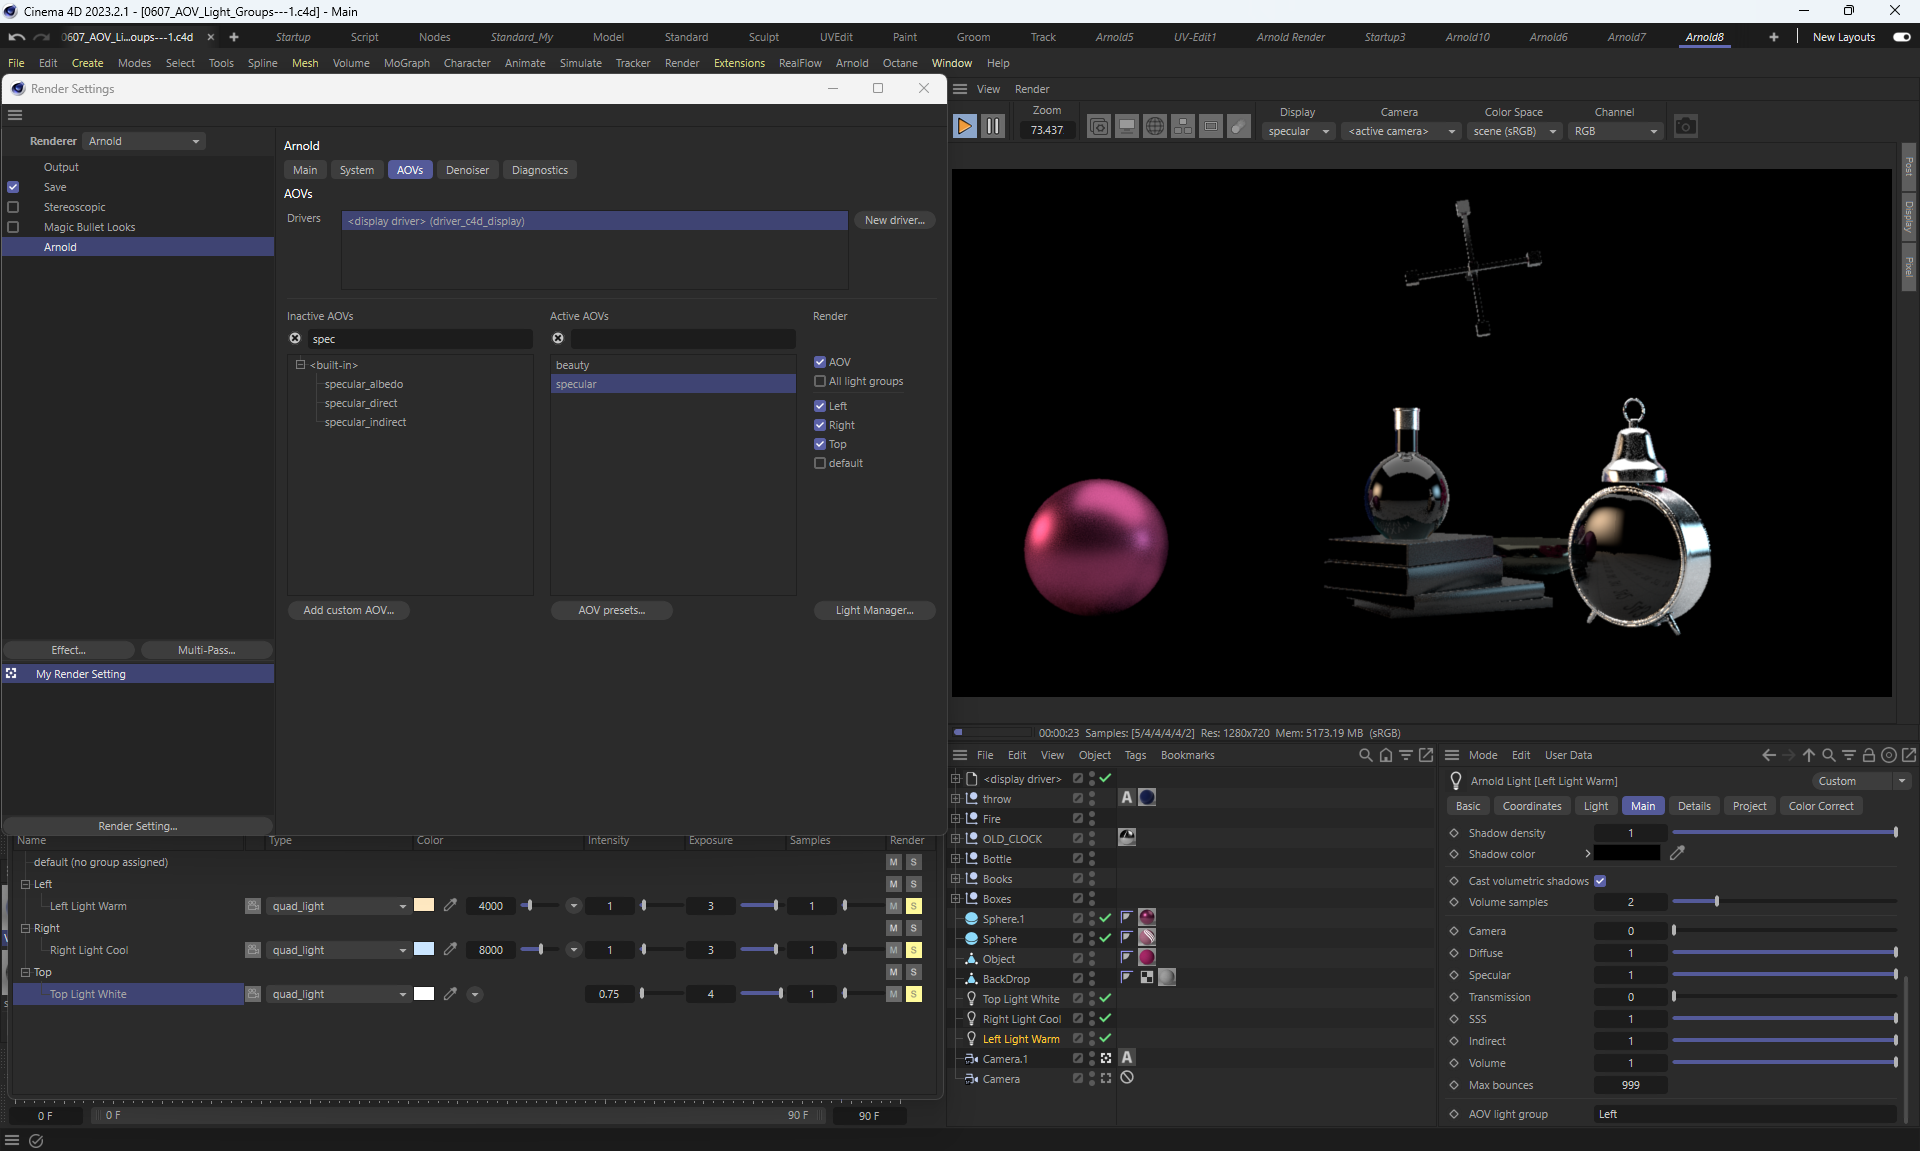 Cinema 4D 2023.2.1 - [0607_AOV_Light_Groups---1.c4d] - Main
0607_AOV_Li...oups---1.c4d
Startup Script Nodes Standard_My Model Standard Sculpt UVEdit Paint Groom Track Arnold5 UV-Edit1 Arnold Render Startup3 Arnold10 Arnold6 Arnold7 Arnold8 New Layouts
File Edit Create Modes Select Tools Spline Mesh Volume MoGraph Character Animate Simulate Tracker Render Extensions RealFlow Arnold Octane Window Help
Render Settings
Renderer Arnold
Output
Save
Stereoscopic
Magic Bullet Looks
Arnold
Effect...
Multi-Pass...
My Render Setting
Render Setting...
Arnold
Main System AOVs Denoiser Diagnostics
AOVs
Drivers <display driver> (driver_c4d_display) New driver...
Inactive AOVs Active AOVs Render
spec
<built-in>
specular_albedo
specular_direct
specular_indirect
beauty
specular
AOV
All light groups
Left
Right
Top
default
Add custom AOV... AOV presets... Light Manager...
Name Type Color Intensity Exposure Samples Render
default (no group assigned) M S
Left M S
Left Light Warm quad_light 4000 1 3 1 M S
Right M S
Right Light Cool quad_light 8000 1 3 1 M S
Top M S
Top Light White quad_light 0.75 4 1 M S
0 F 0 F 90 F 90 F
View Render
Zoom Display Camera Color Space Channel
73.437 specular <active camera> scene (sRGB) RGB
Post
Display
Pixel
00:00:23 Samples: [5/4/4/4/4/2] Res: 1280x720 Mem: 5173.19 MB (sRGB)
File Edit View Object Tags Bookmarks
<display driver>
throw A
Fire
OLD_CLOCK
Bottle
Books
Boxes
Sphere.1
Sphere
Object
BackDrop
Top Light White
Right Light Cool
Left Light Warm
Camera.1 A
Camera
Mode Edit User Data
Arnold Light [Left Light Warm] Custom
Basic Coordinates Light Main Details Project Color Correct
Shadow density 1
Shadow color
Cast volumetric shadows
Volume samples 2
Camera 0
Diffuse 1
Specular 1
Transmission 0
SSS 1
Indirect 1
Volume 1
Max bounces 999
AOV light group Left